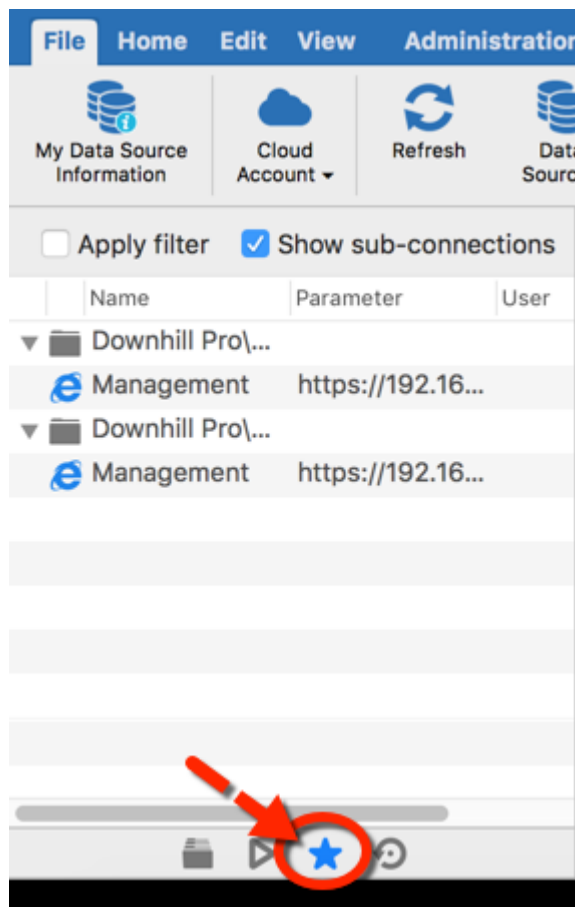 File Home Edit View Administration
My Data Source Information
Cloud Account
Refresh
Apply filter Show sub-connections
Name Parameter User
Downhill Pro\...
Management https://192.16...
Downhill Pro\...
Management https://192.16...